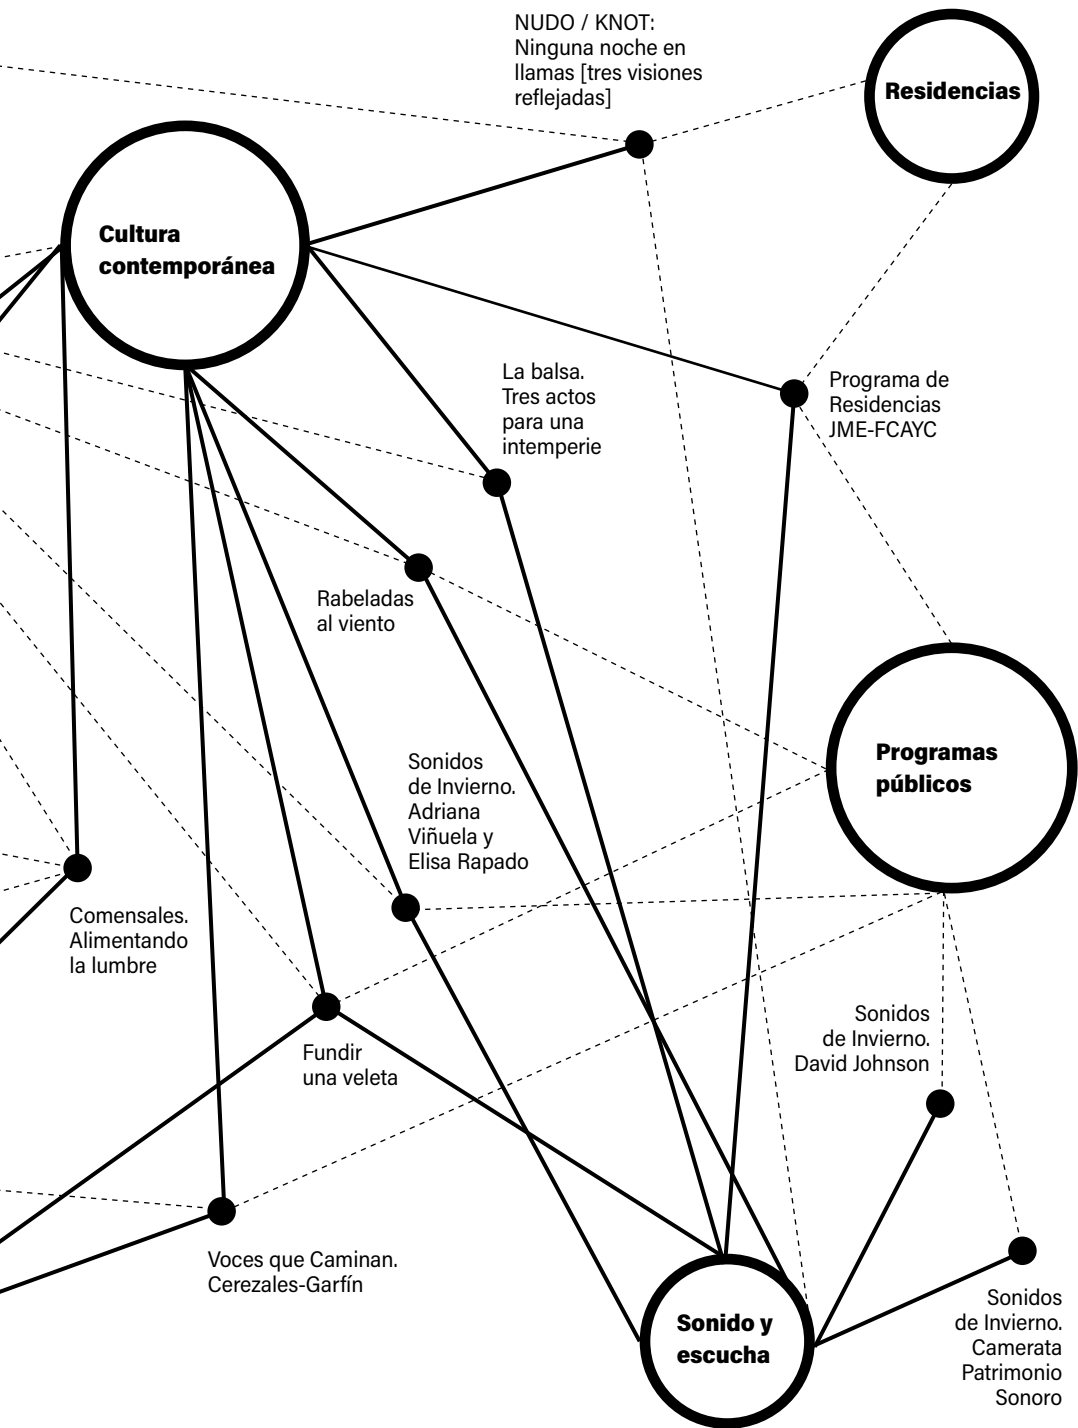 NUDO / KNOT:
Ninguna noche en
llamas [tres visiones
reflejadas]
Residencias
Cultura
contemporánea
La balsa.
Tres actos
para una
intemperie
Programa de
Residencias
JME-FCAYC
Rabeladas
al viento
Programas
públicos
Sonidos
de Invierno.
Adriana
Viñuela y
Elisa Rapado
Comensales.
Alimentando
la lumbre
Fundir
una veleta
Sonidos
de Invierno.
David Johnson
Voces que Caminan.
Cerezales-Garfín
Sonido y
escucha
Sonidos
de Invierno.
Camerata
Patrimonio
Sonoro